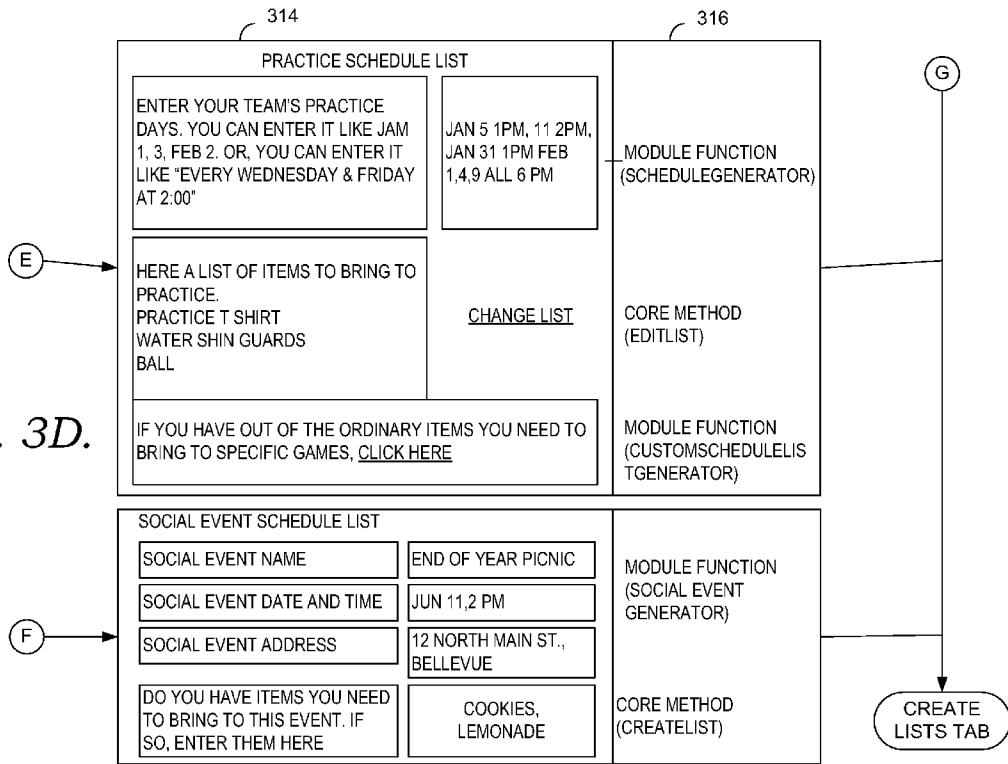 314
316
PRACTICE SCHEDULE LIST
G
ENTER YOUR TEAM'S PRACTICE
DAYS. YOU CAN ENTER IT LIKE JAM
1, 3, FEB 2. OR, YOU CAN ENTER IT
LIKE "EVERY WEDNESDAY & FRIDAY
AT 2:00"
JAN 5 1PM, 11 2PM,
JAN 31 1PM FEB
1,4,9 ALL 6 PM
MODULE FUNCTION
(SCHEDULEGENERATOR)
E
HERE A LIST OF ITEMS TO BRING TO
PRACTICE.
PRACTICE T SHIRT
WATER SHIN GUARDS
BALL
CHANGE LIST
CORE METHOD
(EDITLIST)
. 3D.
IF YOU HAVE OUT OF THE ORDINARY ITEMS YOU NEED TO
BRING TO SPECIFIC GAMES, CLICK HERE
MODULE FUNCTION
(CUSTOMSCHEDULELIS
TGENERATOR)
SOCIAL EVENT SCHEDULE LIST
SOCIAL EVENT NAME
END OF YEAR PICNIC
MODULE FUNCTION
(SOCIAL EVENT
GENERATOR)
SOCIAL EVENT DATE AND TIME
JUN 11,2 PM
F
SOCIAL EVENT ADDRESS
12 NORTH MAIN ST.,
BELLEVUE
DO YOU HAVE ITEMS YOU NEED
TO BRING TO THIS EVENT. IF
SO, ENTER THEM HERE
COOKIES,
LEMONADE
CORE METHOD
(CREATELIST)
CREATE
LISTS TAB